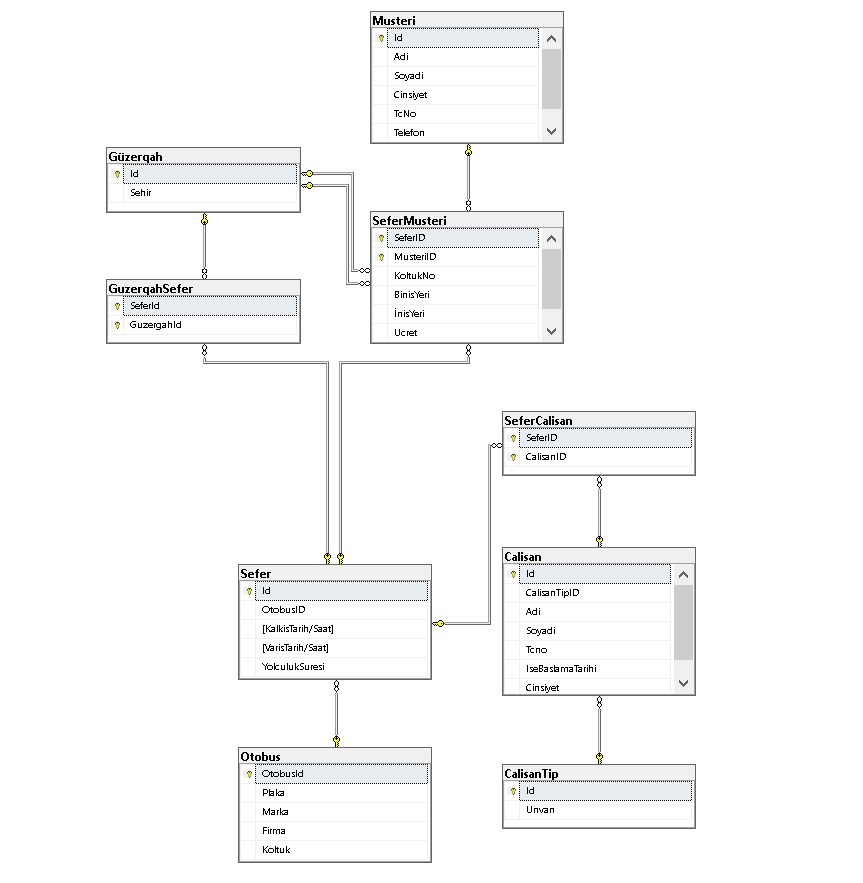 Musteri
Id
Adi
Soyadi
Cinsiyet
TcNo
Telefon
Güzergah
Id
Sehir
SeferMusteri
SeferID
MusteriID
KoltukNo
BinisYeri
İnisYeri
Ucret
GuzergahSefer
SeferId
GuzergahId
SeferCalisan
SeferID
CalisanID
Calisan
Id
CalisanTipID
Adi
Soyadi
Tcno
IseBaslamaTarihi
Cinsiyet
Sefer
Id
OtobusID
[KalkisTarih/Saat]
[VarisTarih/Saat]
YolculukSuresi
Otobus
OtobusId
Plaka
Marka
Firma
Koltuk
CalisanTip
Id
Unvan